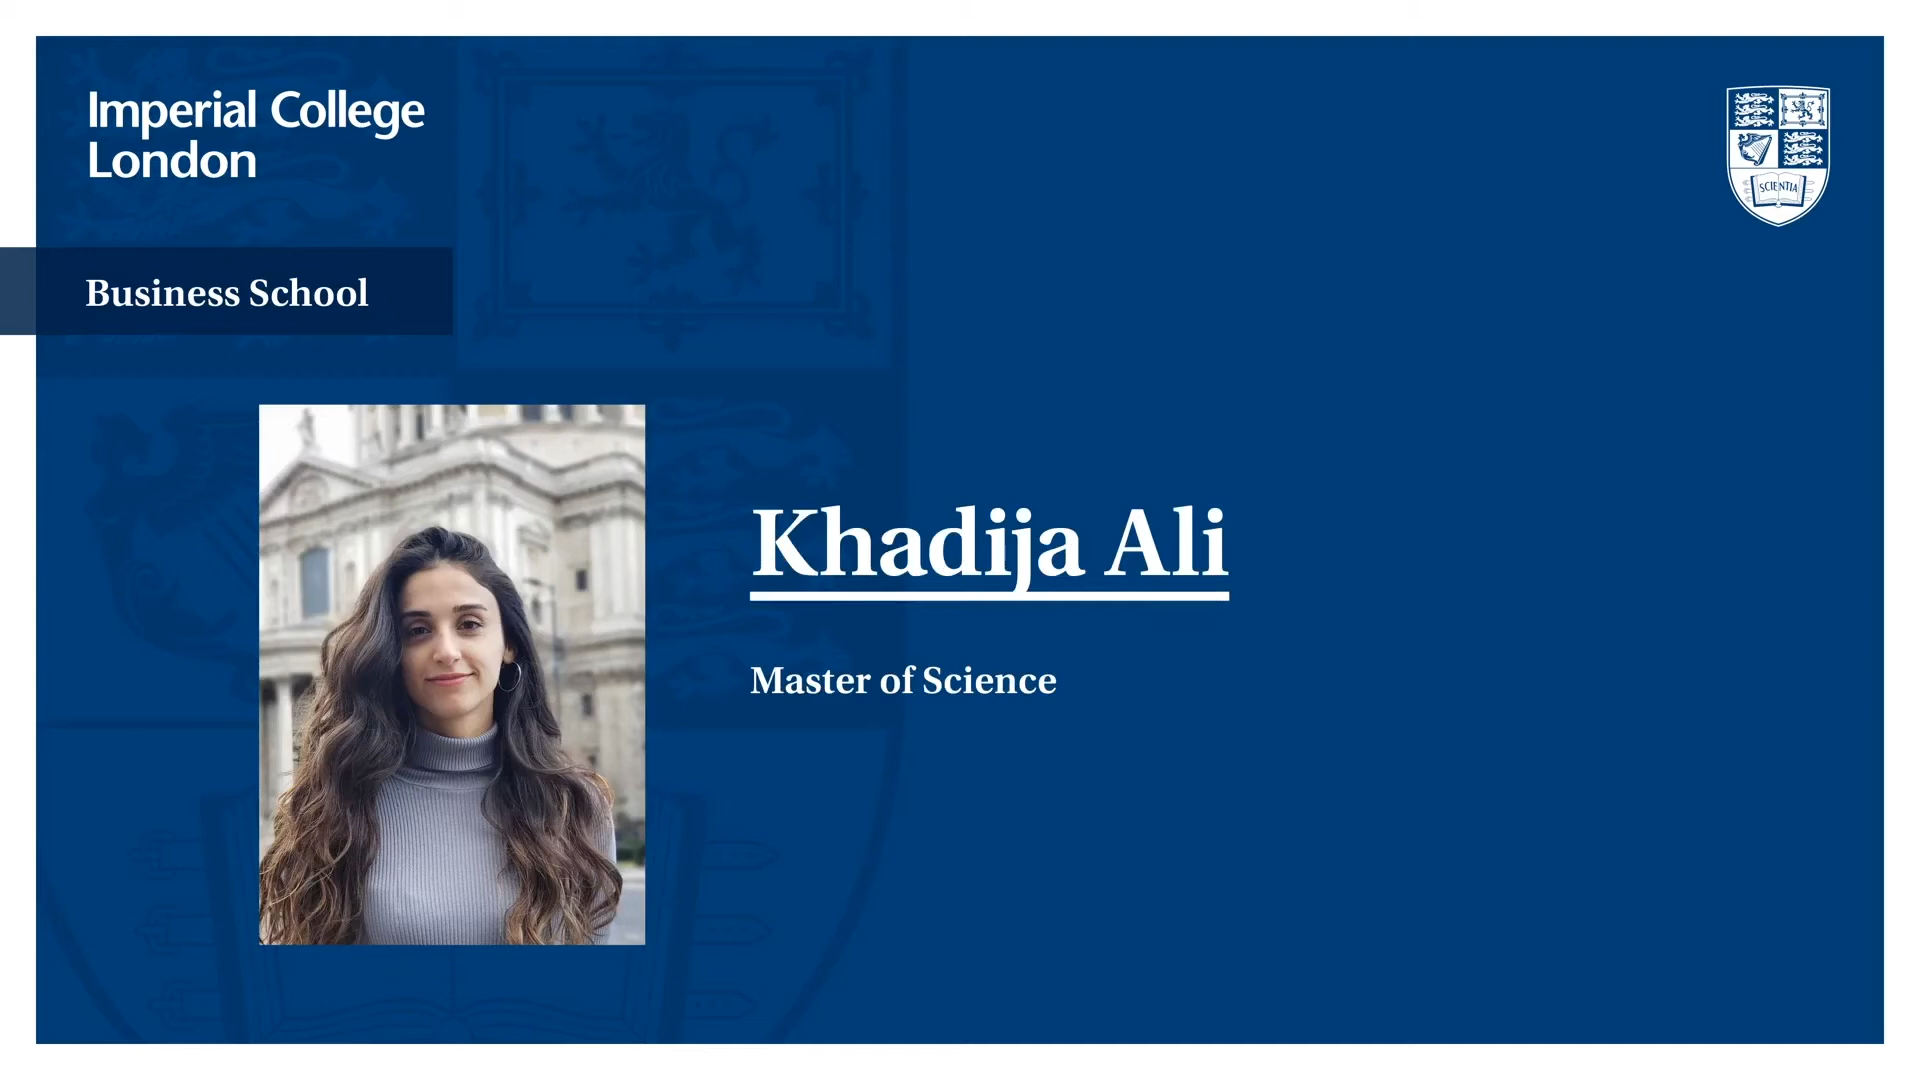 Imperial College
London
SCIENTIA
Business School
Khadija Ali
Master of Science